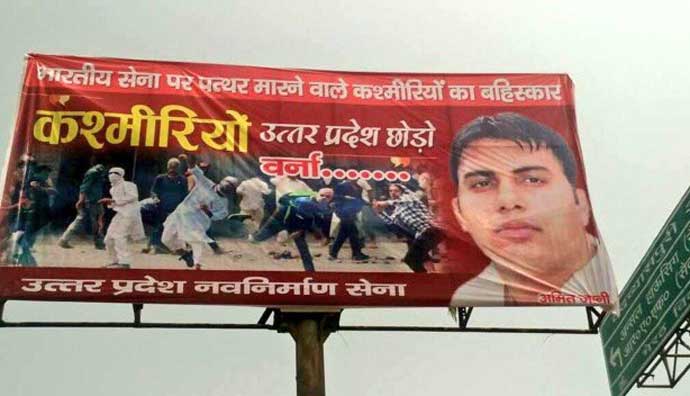 भारतीय सेना पर पत्थर मारने वाले कश्मीरियों का बहिस्कार
कश्मीरियों उत्तर प्रदेश छोड़ो
वर्ना.......
उत्तर प्रदेश नवनिर्माण सेना
अमित जानी